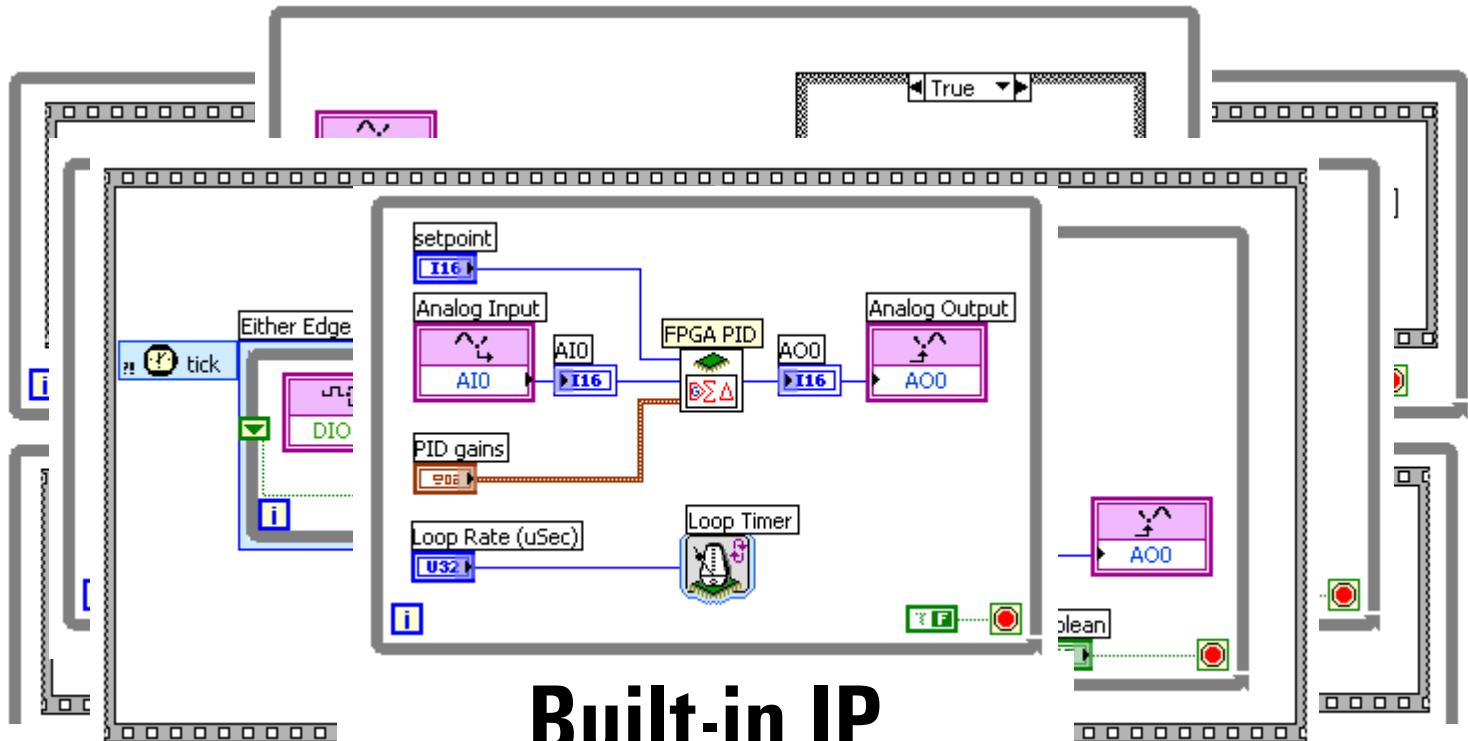 True
setpoint
I16
Analog Input
Analog Output
Either Edge
FPGA PID
AI0
AO0
tick
AI0
I16
I16
AO0
DIO
PID gains
Loop Timer
Loop Rate (uSec)
U32
AO0
i
i
F
Built-in IP